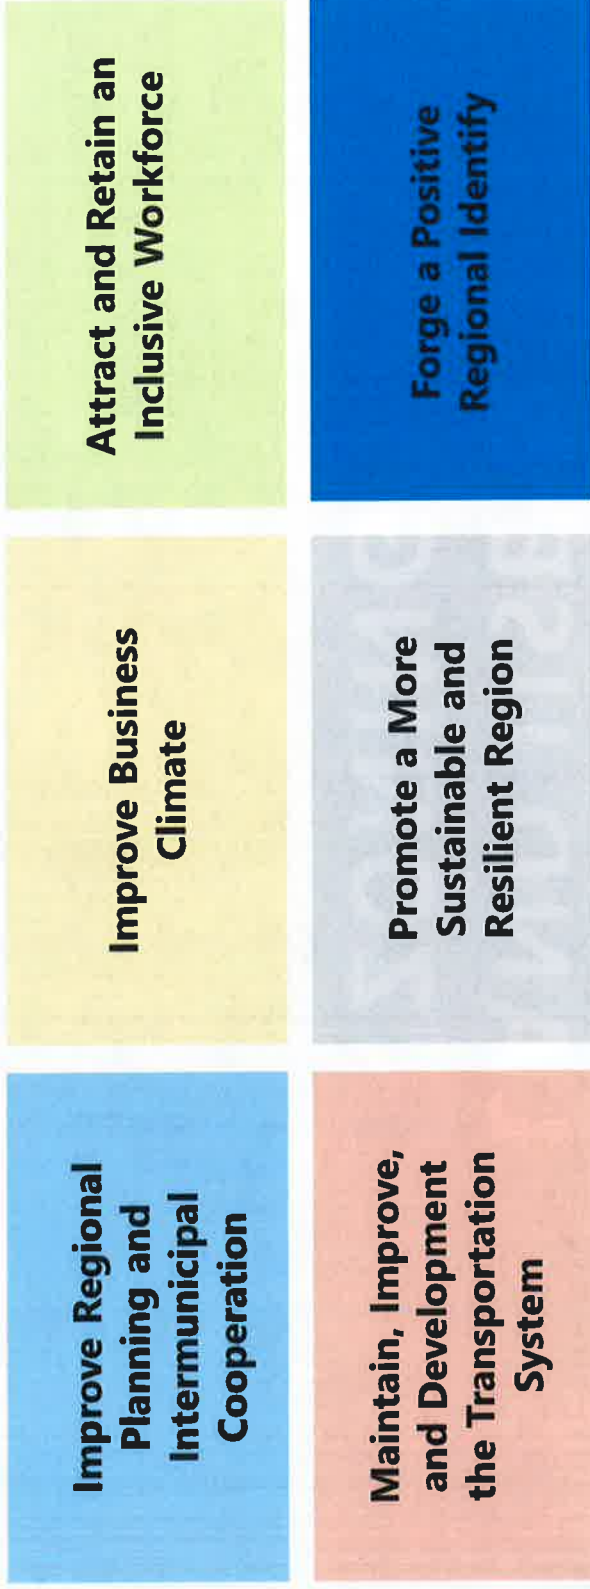 Improve Regional
Planning and
Intermunicipal
Cooperation
Improve Business
Climate
Attract and Retain an
Inclusive Workforce
Maintain, Improve,
and Development
the Transportation
System
Promote a More
Sustainable and
Resilient Region
Forge a Positive
Regional Identify